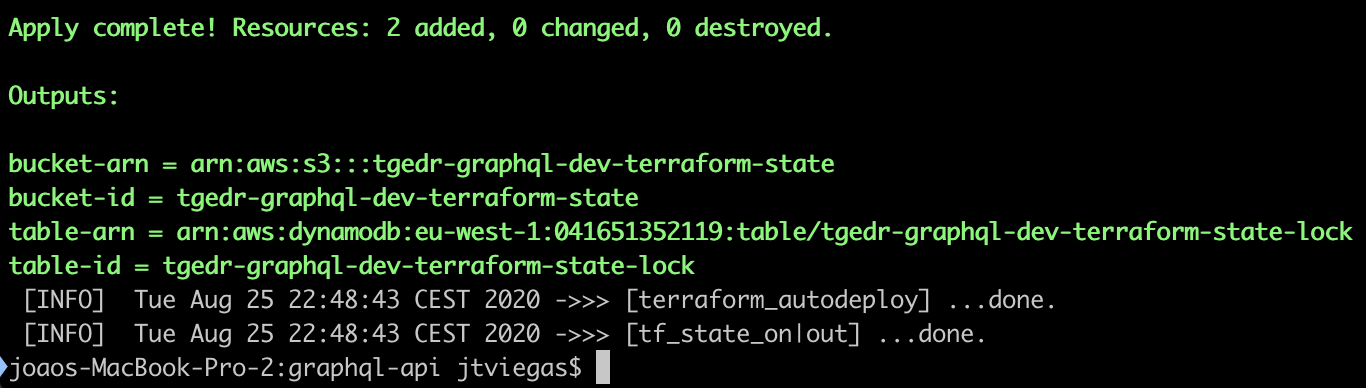 Apply complete! Resources: 2 added, 0 changed, 0 destroyed.
Outputs:
bucket-arn = arn:aws:s3:::tgedr-graphql-dev-terraform-state
bucket-id = tgedr-graphql-dev-terraform-state
table-arn = arn:aws:dynamodb:eu-west-1:041651352119:table/tgedr-graphql-dev-terraform-state-lock
table-id = tgedr-graphql-dev-terraform-state-lock
[INFO]  Tue Aug 25 22:48:43 CEST 2020 ->>> [terraform_autodeploy] ...done.
[INFO]  Tue Aug 25 22:48:43 CEST 2020 ->>> [tf_state_on|out] ...done.
joaos-MacBook-Pro-2:graphql-api jtviegas$